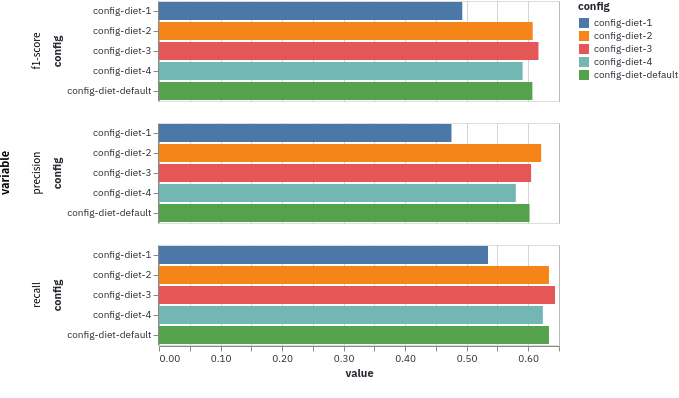 config
config-diet-1
config-diet-2
config-diet-3
config-diet-4
config-diet-default
variable
f1-score
config
config-diet-1
config-diet-2
config-diet-3
config-diet-4
config-diet-default
precision
config
config-diet-1
config-diet-2
config-diet-3
config-diet-4
config-diet-default
recall
config
config-diet-1
config-diet-2
config-diet-3
config-diet-4
config-diet-default
0.00 0.10 0.20 0.30 0.40 0.50 0.60
value